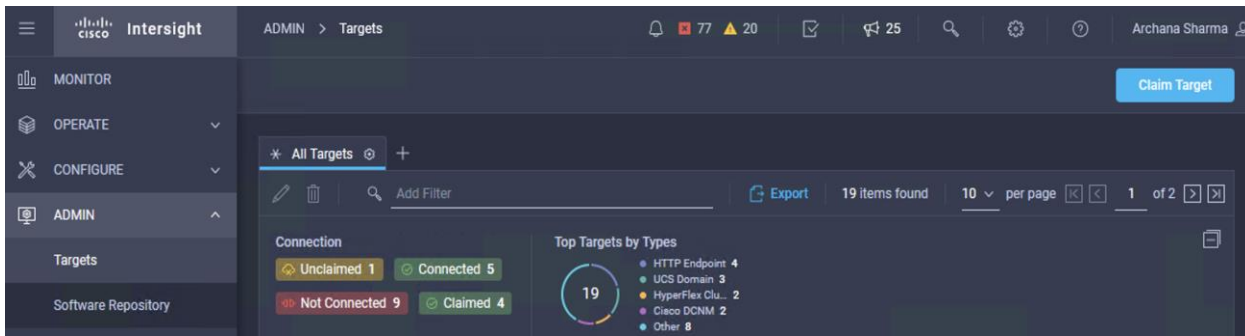 cisco Intersight
ADMIN > Targets
77 20
25
Archana Sharma
MONITOR
OPERATE
CONFIGURE
ADMIN
Targets
Software Repository
Claim Target
All Targets +
Add Filter
Export
19 items found
10 per page
1 of 2
Connection
Unclaimed 1
Connected 5
Not Connected 9
Claimed 4
Top Targets by Types
19
HTTP Endpoint 4
UCS Domain 3
HyperFlex Clu... 2
Cisco DCNM 2
Other 8